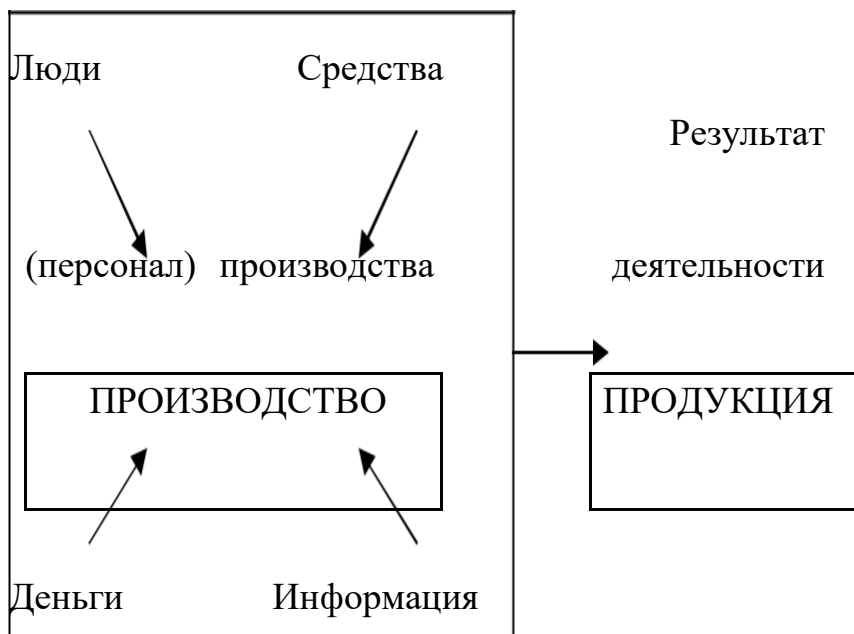 Люди Средства
Результат
(персонал) производства деятельности
ПРОИЗВОДСТВО ПРОДУКЦИЯ
Деньги Информация